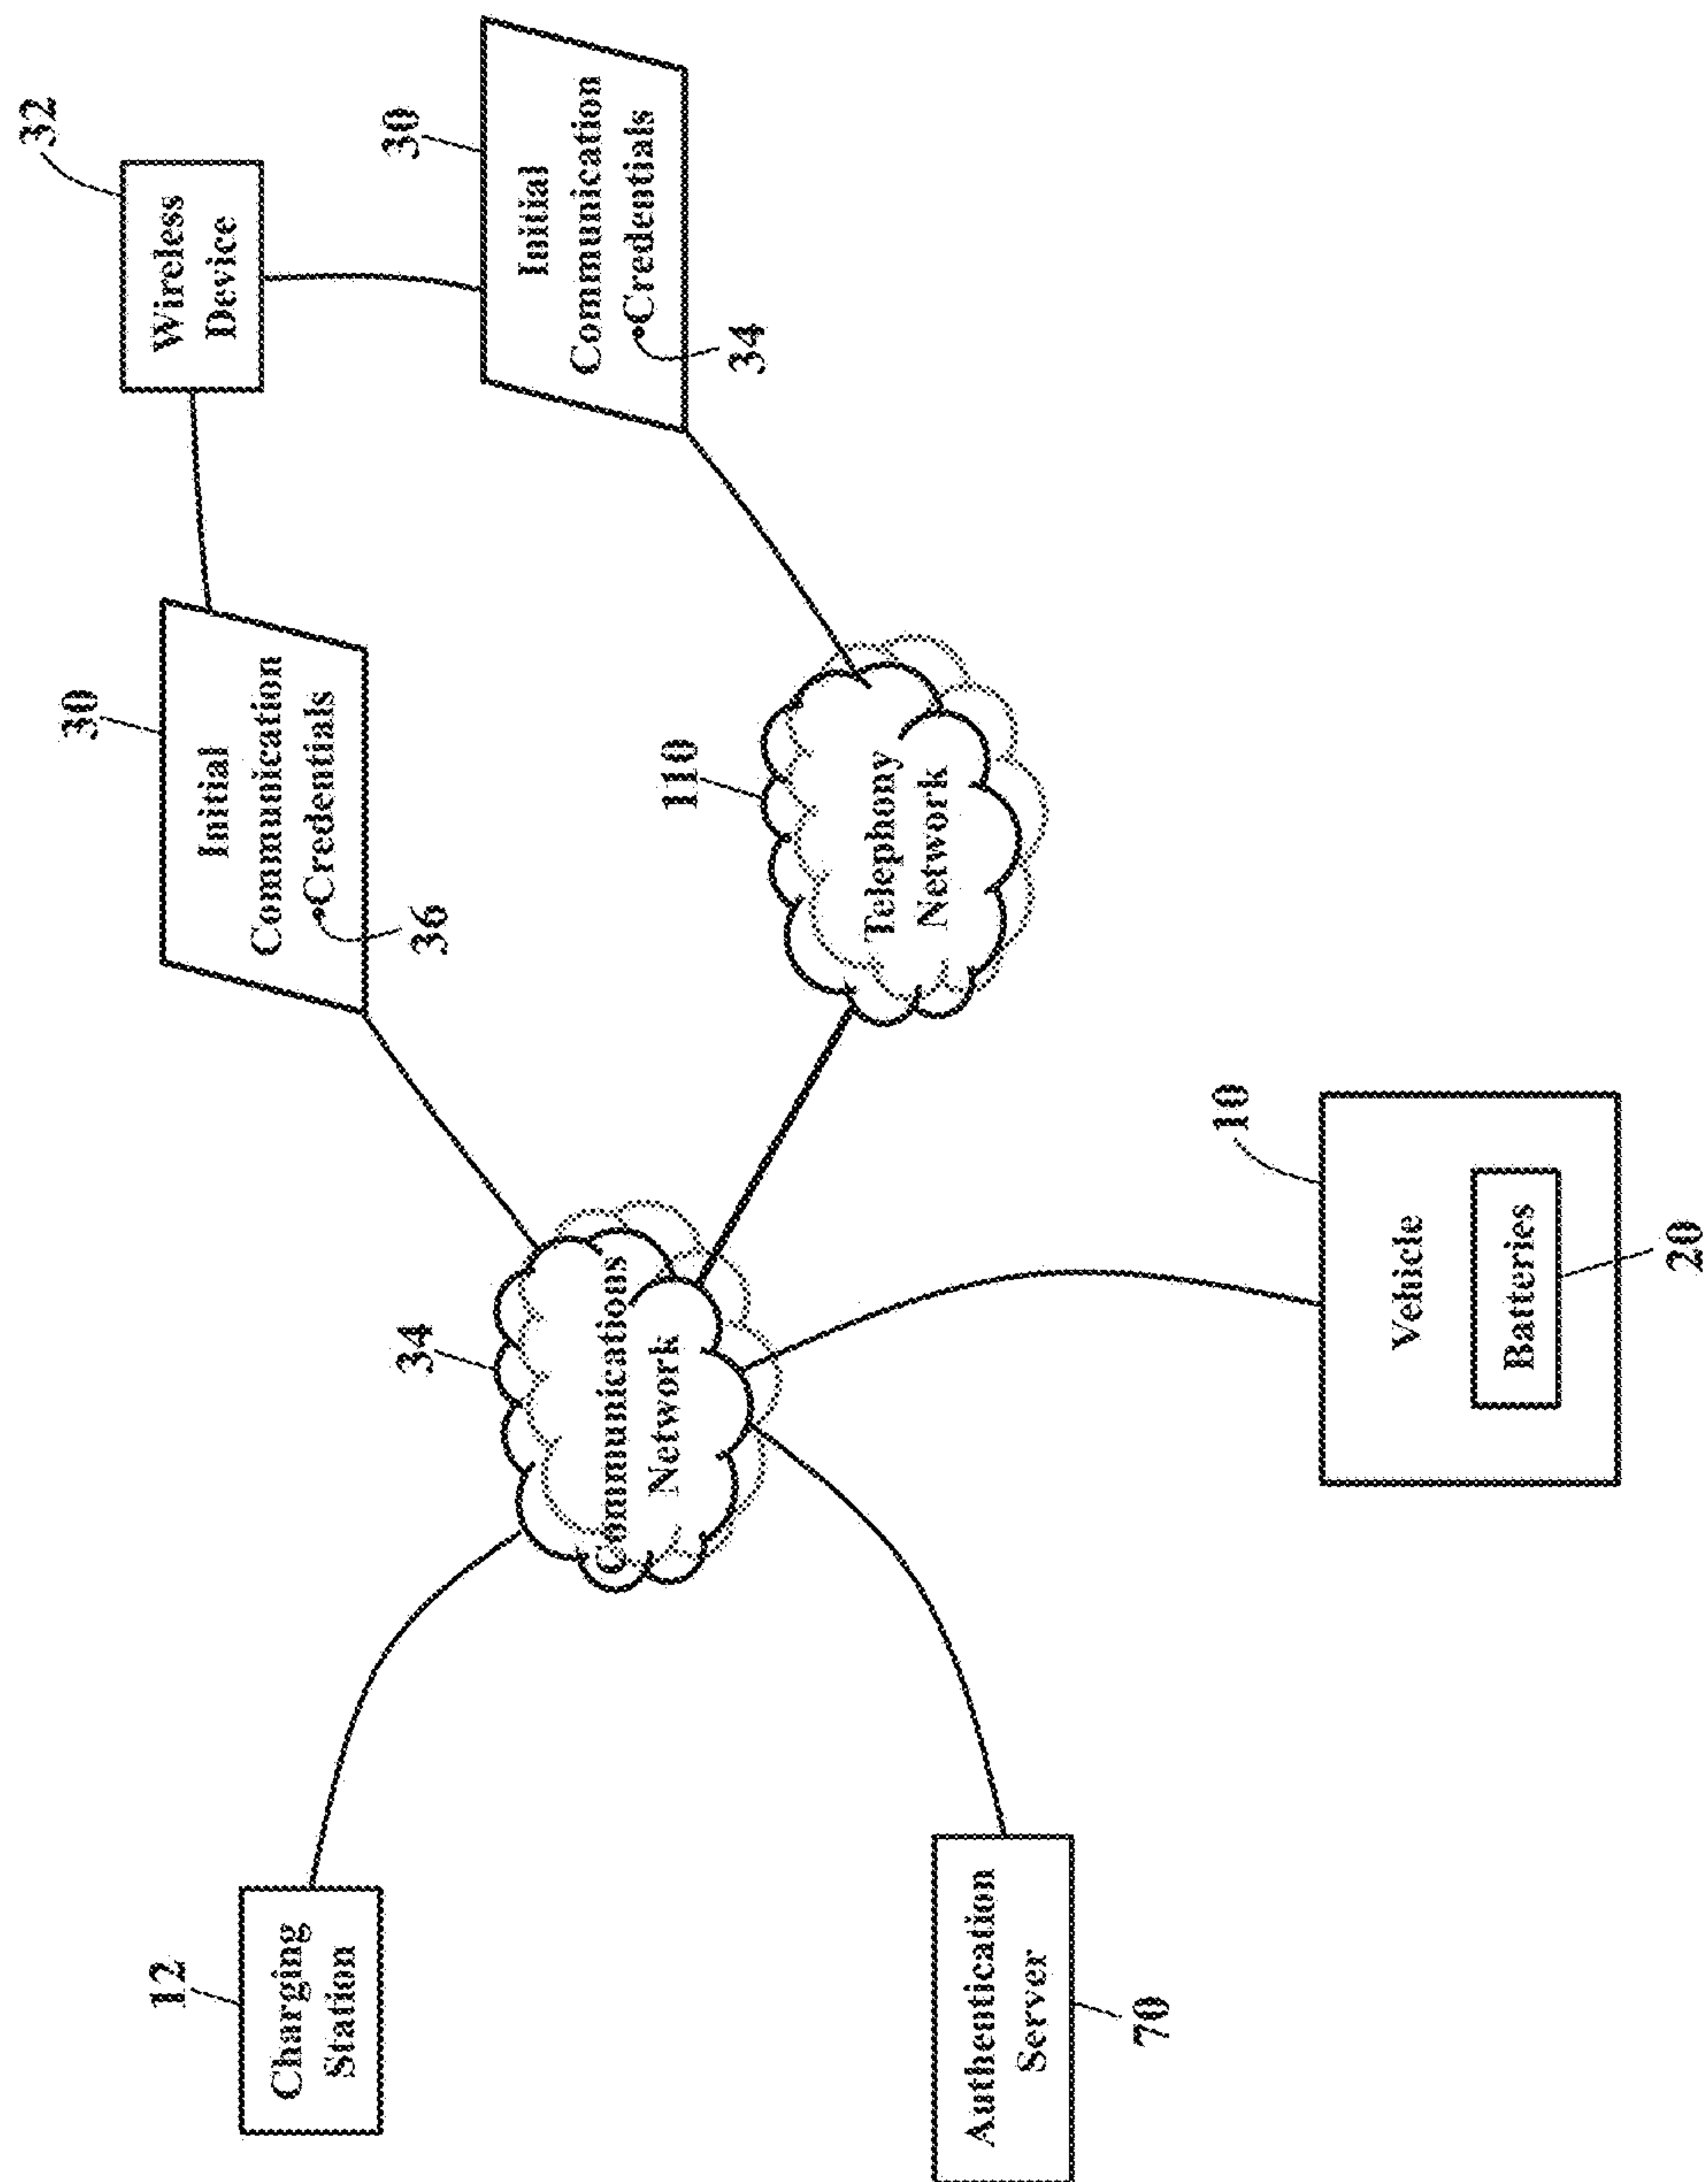 12
Charging
Station
30
Initial
Communication
Credentials
36
32
Wireless
Device
30
Initial
Communication
Credentials
34
34
Communications
Network
110
Telephony
Network
Authentication
Server
70
10
Vehicle
Batteries
20